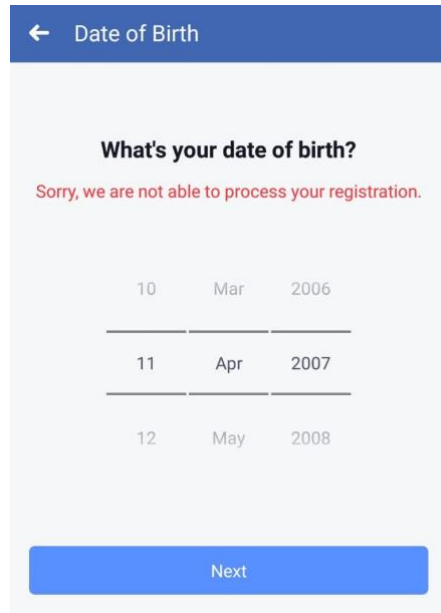 Date of Birth
What's your date of birth?
Sorry, we are not able to process your registration.
10 Mar 2006
11 Apr 2007
12 May 2008
Next